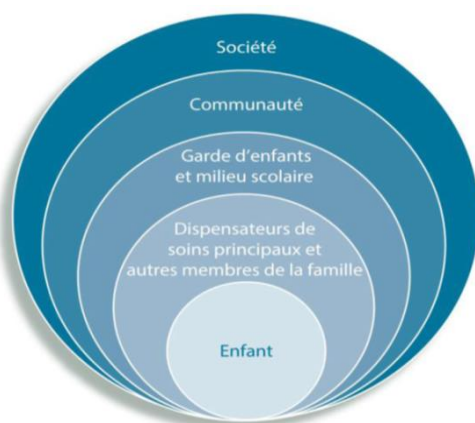 Société
Communauté
Garde d'enfants
et milieu scolaire
Dispensateurs de
soins principaux et
autres membres de la famille
Enfant